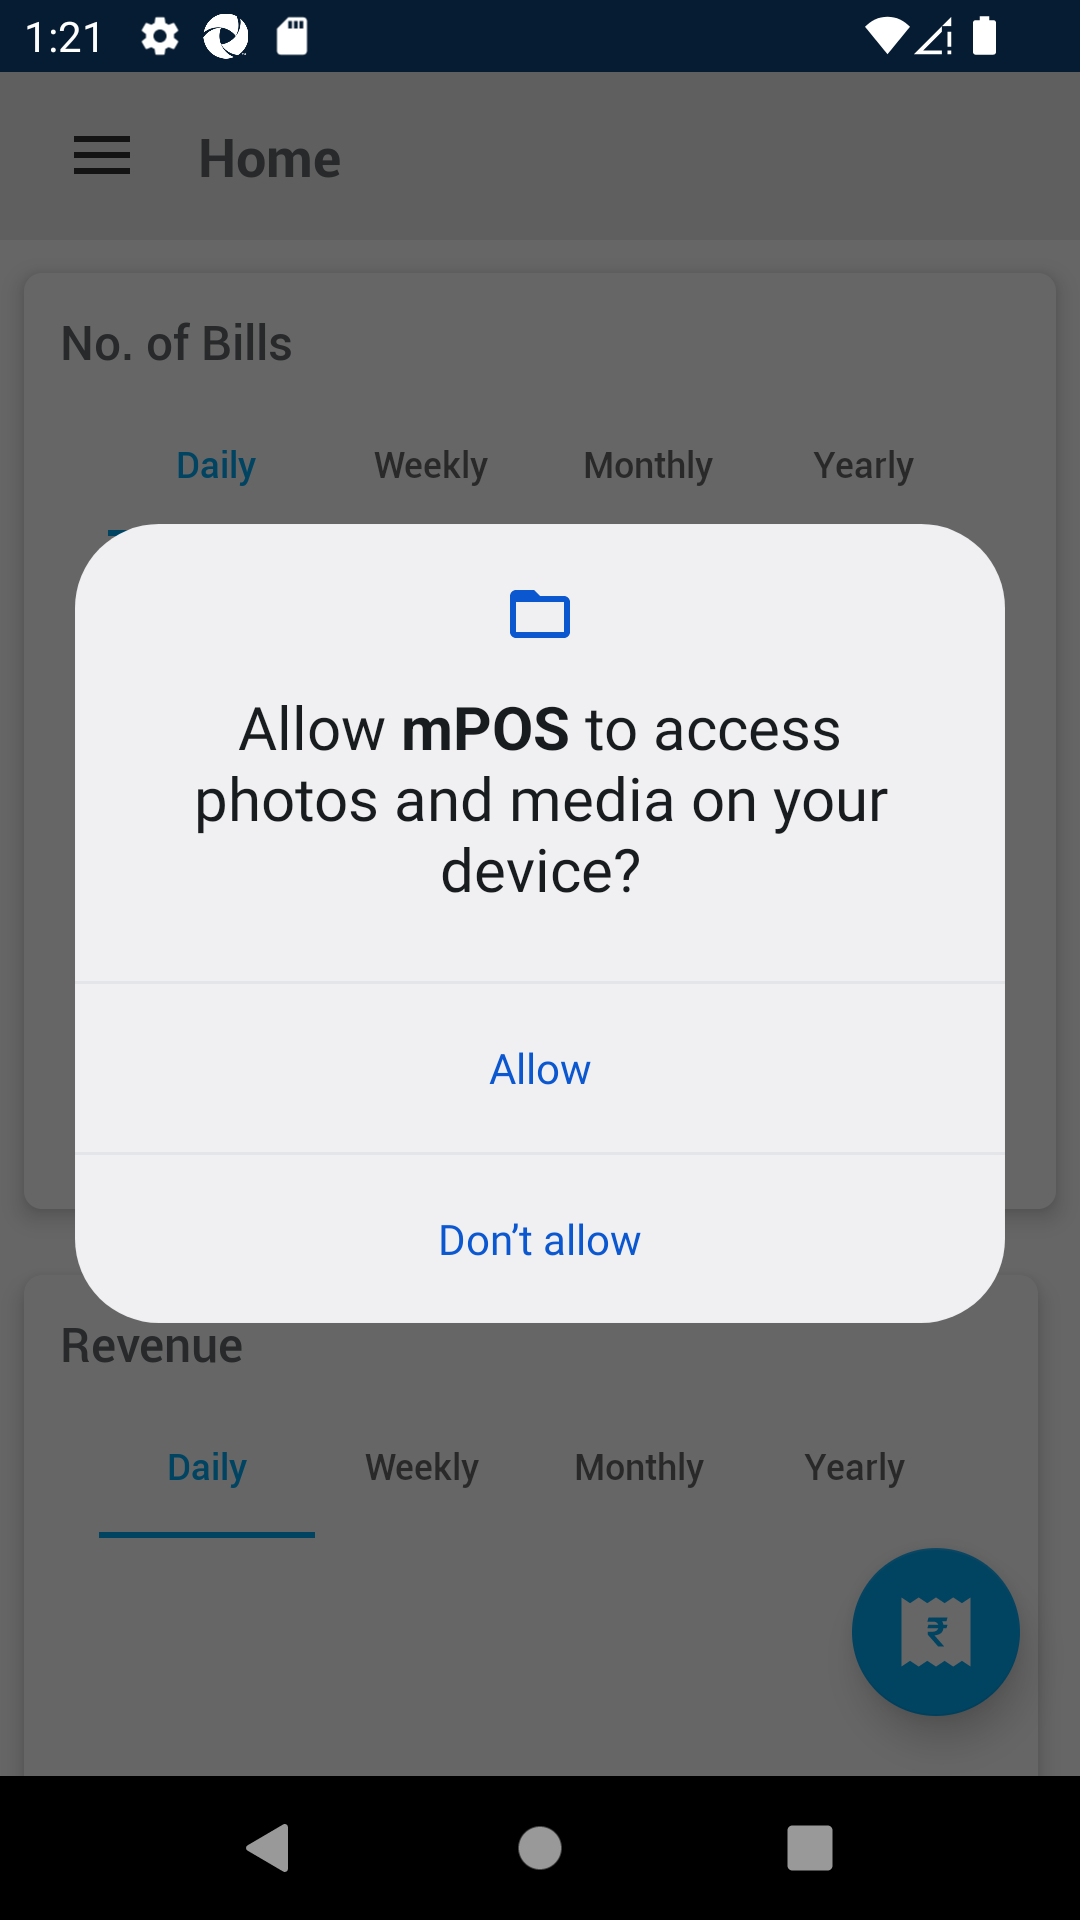 1:21
Home
No. of Bills
Daily Weekly Monthly Yearly
Allow mPOS to access
photos and media on your
device?
Allow
Don’t allow
Revenue
Daily Weekly Monthly Yearly
₹